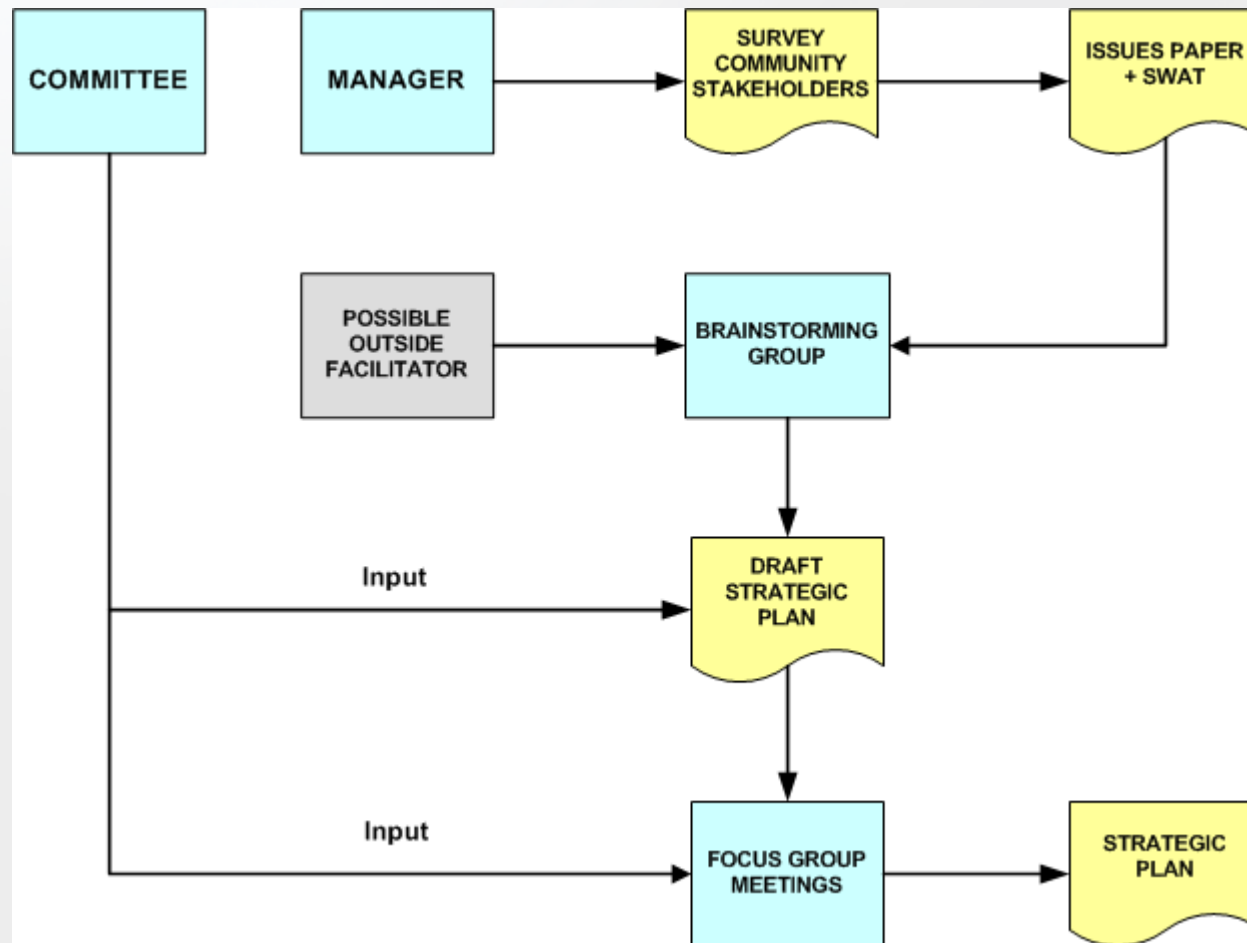 COMMITTEE
MANAGER
SURVEY
COMMUNITY
STAKEHOLDERS
ISSUES PAPER
+ SWAT
POSSIBLE
OUTSIDE
FACILITATOR
BRAINSTORMING
GROUP
Input
DRAFT
STRATEGIC
PLAN
Input
FOCUS GROUP
MEETINGS
STRATEGIC
PLAN